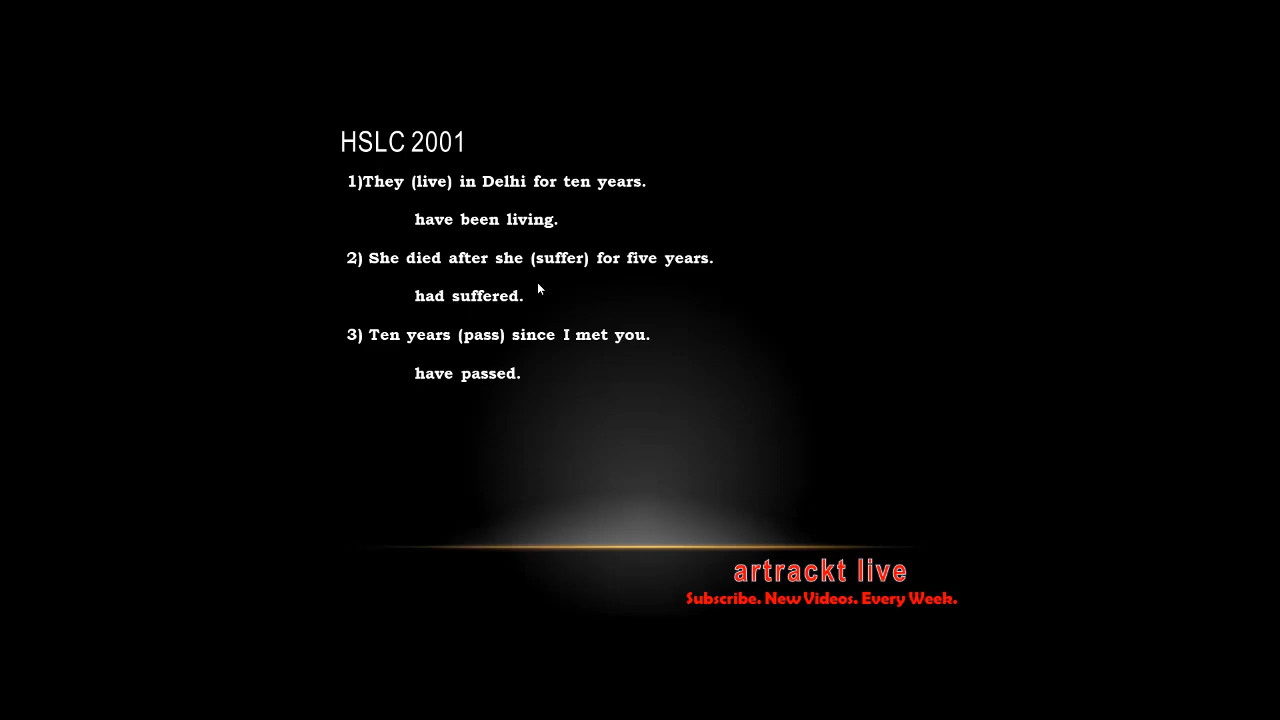 HSLC 2001
1)They (live) in Delhi for ten years.
have been living.
2) She died after she (suffer) for five years.
had suffered.
3) Ten years (pass) since I met you.
have passed.
artrackt live
Subscribe. New Videos. Every Week.